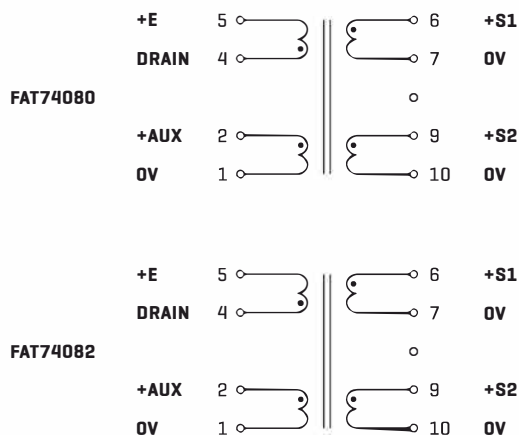 +E 5 6 +S1
DRAIN 4 7 0V
FAT74080
+AUX 2 9 +S2
0V 1 10 0V
+E 5 6 +S1
DRAIN 4 7 0V
FAT74082
+AUX 2 9 +S2
0V 1 10 0V